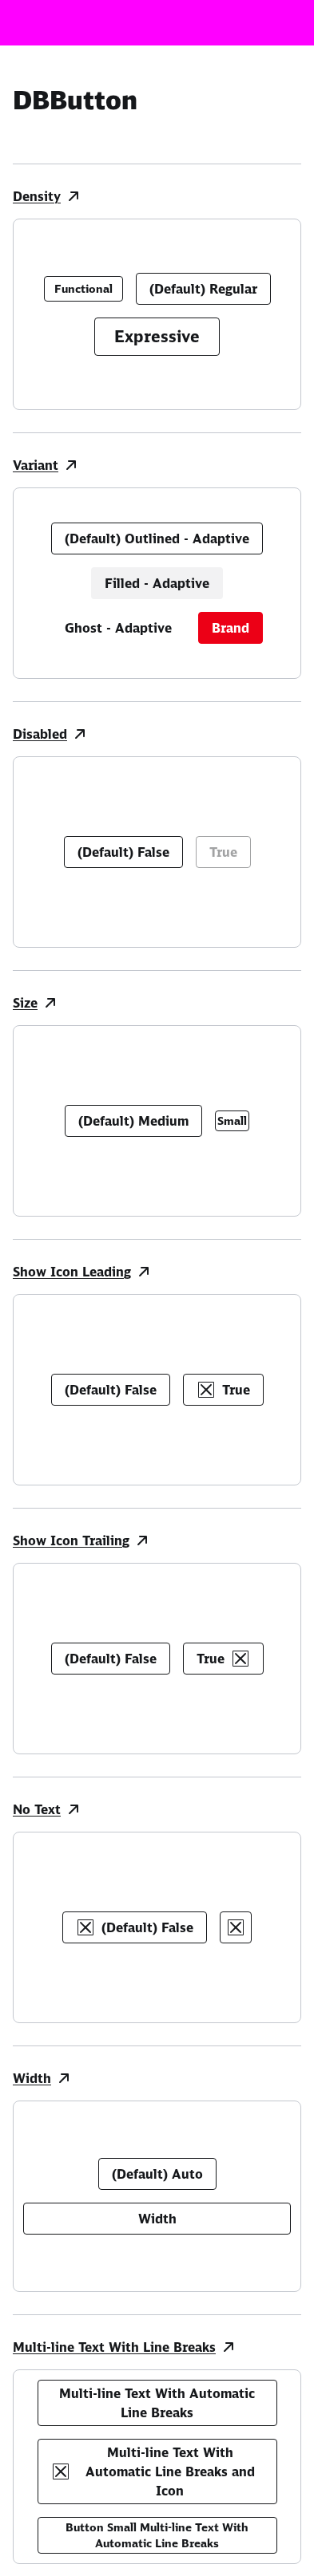 DBButton
Density
Functional
(Default) Regular
Expressive
Variant
(Default) Outlined - Adaptive
Filled - Adaptive
Ghost - Adaptive
Brand
Disabled
(Default) False
True
Size
(Default) Medium
Small
Show Icon Leading
(Default) False
True
Show Icon Trailing
(Default) False
True
No Text
(Default) False
Width
(Default) Auto
Width
Multi-line Text With Line Breaks
Multi-line Text With Automatic
Line Breaks
Multi-line Text With
Automatic Line Breaks and
Icon
Button Small Multi-line Text With
Automatic Line Breaks